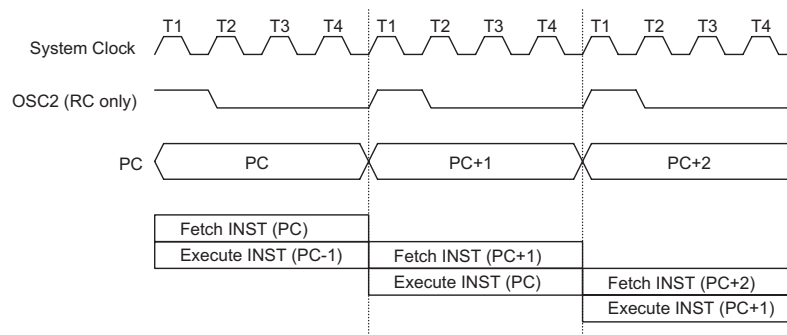 T1 T2 T3 T4 T1 T2 T3 T4 T1 T2 T3 T4
System Clock
OSC2 (RC only)
PC PC PC+1 PC+2
Fetch INST (PC)
Execute INST (PC-1) Fetch INST (PC+1)
Execute INST (PC) Fetch INST (PC+2)
Execute INST (PC+1)